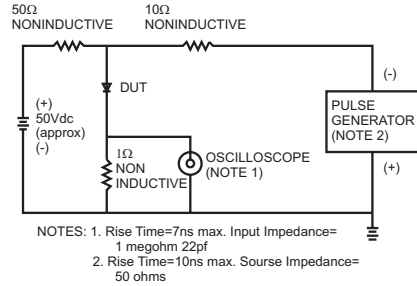 50Ω
NONINDUCTIVE
10Ω
NONINDUCTIVE
(+)
50Vdc
(approx)
(-)
DUT
1Ω
NON
INDUCTIVE
OSCILLOSCOPE
(NOTE 1)
(-)
PULSE
GENERATOR
(NOTE 2)
(+)
NOTES: 1. Rise Time=7ns max. Input Impedance=
1 megohm 22pf
2. Rise Time=10ns max. Sourse Impedance=
50 ohms